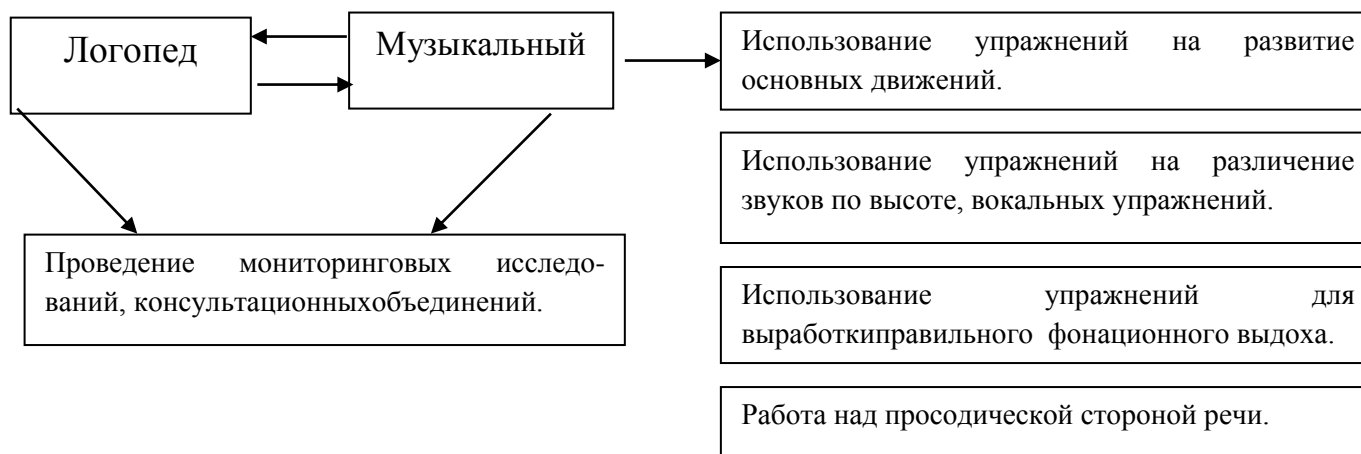 Логопед
Музыкальный
Использование упражнений на развитие
основных движений.
Использование упражнений на различение
звуков по высоте, вокальных упражнений.
Проведение мониторинговых исследо-
ваний, консультационныхобъединений.
Использование упражнений для
выработкиправильного фонационного выдоха.
Работа над просодической стороной речи.